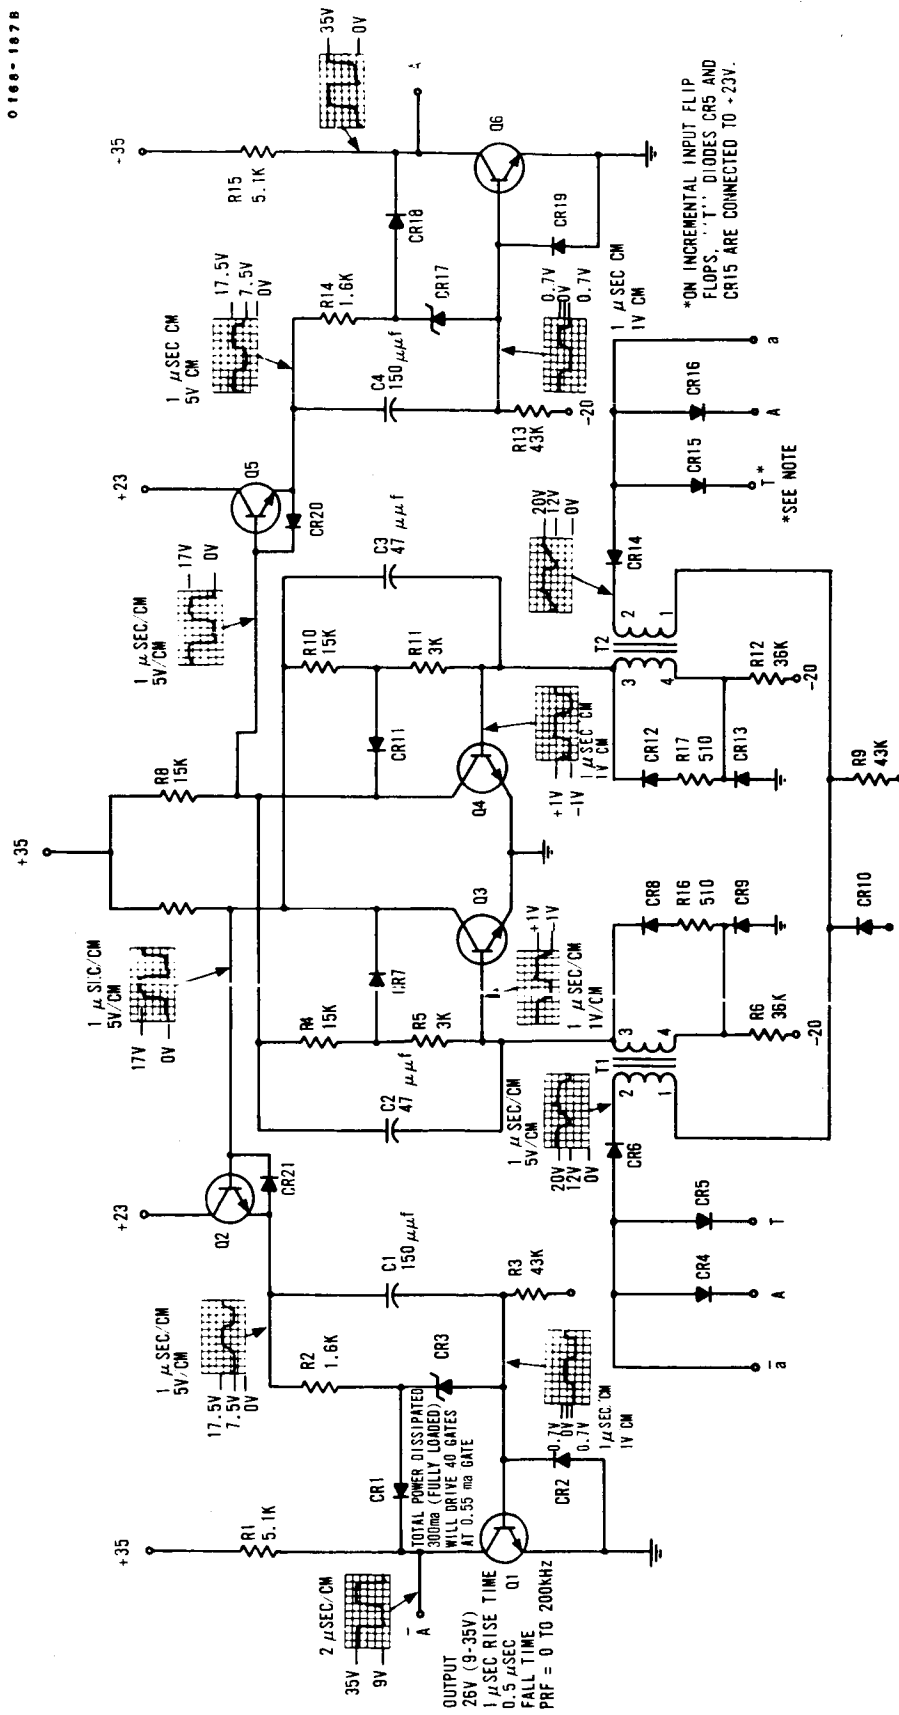 0168-187B
+35
R1
5.1K
2 μSEC/CM
35V
9V
A
OUTPUT
26V (9-35V)
1 μSEC RISE TIME
0.5 μSEC
FALL TIME
PRF = 0 TO 200kHz
TOTAL POWER DISSIPATED
300ma (FULLY LOADED)
WILL DRIVE 40 GATES
AT 0.55 ma GATE
Q1
CR1
CR2
CR3
R2
1.6K
1 μSEC/CM
5V/CM
17.5V
7.5V
0V
0.7V
0V
0.7V
1 μSEC/CM
1V CM
C1
150 μμf
R3
43K
+23
Q2
CR21
a
A
T
CR4
CR5
CR6
1 μSEC/CM
5V/CM
20V
12V
0V
T1
2
1
3
4
C2
47 μμf
R4
15K
R5
3K
CR7
1 μSEC/CM
5V/CM
17V
0V
+35
R8
15K
Q3
+1V
-1V
1 μSEC/CM
1V/CM
CR8
R16
510
CR9
R6
36K
-20
CR10
R9
43K
Q4
+1V
-1V
1 μSEC CM
1V CM
CR11
R10
15K
R11
3K
C3
47 μμf
CR12
R17
510
CR13
R12
36K
-20
T2
3
4
2
1
1 μSEC/CM
5V/CM
17V
0V
+23
Q5
CR20
20V
12V
0V
CR14
CR15
CR16
T*
A
a
*SEE NOTE
1 μSEC CM
5V CM
17.5V
7.5V
0V
C4
150 μμf
R13
43K
-20
R14
1.6K
CR17
CR18
CR19
0.7V
0V
0.7V
1 μSEC CM
1V CM
+35
R15
5.1K
35V
0V
A
Q6
*ON INCREMENTAL INPUT FLIP
FLOPS, "T" DIODES CR5 AND
CR15 ARE CONNECTED TO +23V.